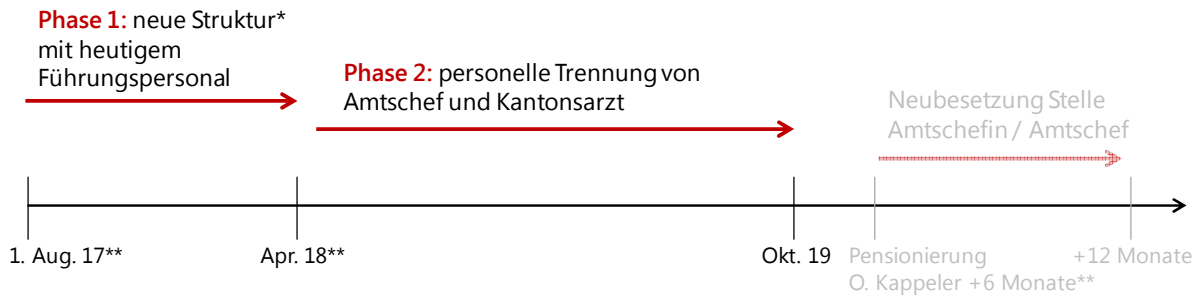 Phase 1: neue Struktur*
mit heutigem
Führungspersonal
Phase 2: personelle Trennung von
Amtschef und Kantonsarzt
Neubesetzung Stelle
Amtschefin / Amtschef
1. Aug. 17**
Apr. 18**
Okt. 19
Pensionierung
O. Kappeler +6 Monate**
+12 Monate